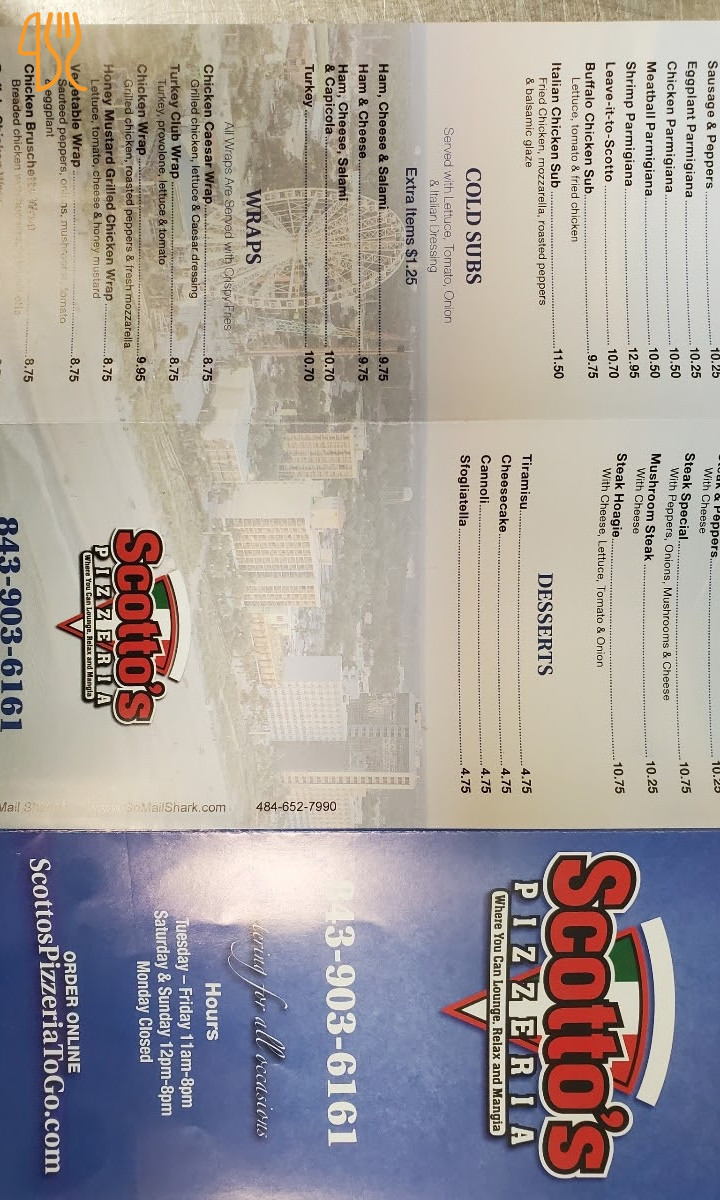 Sausage & Peppers 10.25
Eggplant Parmigiana 10.25
Chicken Parmigiana 10.50
Meatball Parmigiana 10.50
Shrimp Parmigiana 12.95
Leave-it-to-Scotto 10.70
Buffalo Chicken Sub 9.75
Lettuce, tomato & fried chicken
Italian Chicken Sub 11.50
Fried Chicken, mozzarella, roasted peppers
& balsamic glaze
COLD SUBS
Served with Lettuce, Tomato, Onion
& Italian Dressing
Extra Items $1.25
Ham, Cheese & Salami 9.75
Ham & Cheese 9.75
Ham, Cheese, Salami
& Capicola 10.70
Turkey 10.70
WRAPS
All Wraps Are Served with Crispy Fries
Chicken Caesar Wrap 8.75
Grilled chicken, lettuce & Caesar dressing
Turkey Club Wrap 8.75
Turkey, provolone, lettuce & tomato
Chicken Wrap 9.95
Grilled chicken, roasted peppers & fresh mozzarella
Honey Mustard Grilled Chicken Wrap 8.75
Lettuce, tomato, cheese & honey mustard
Vegetable Wrap 8.75
Sauteed peppers, onions, mushrooms, tomato
& eggplant
Chicken Bruschetta Wrap 8.75
Breaded chicken
& Peppers 10.25
With Cheese
Steak Special 10.75
With Peppers, Onions, Mushrooms & Cheese
Mushroom Steak 10.25
With Cheese
Steak Hoagie 10.75
With Cheese, Lettuce, Tomato & Onion
DESSERTS
Tiramisu 4.75
Cheesecake 4.75
Cannoli 4.75
Sfogliatella 4.75
Scotto's
PIZZERIA
Where You Can Lounge, Relax and Mangia
843-903-6161
GoMailShark.com 484-652-7990
Scotto's
PIZZERIA
Where You Can Lounge, Relax and Mangia
843-903-6161
for all occasions
Hours
Tuesday – Friday 11am-8pm
Saturday & Sunday 12pm-8pm
Monday Closed
ORDER ONLINE
ScottosPizzeriaToGo.com